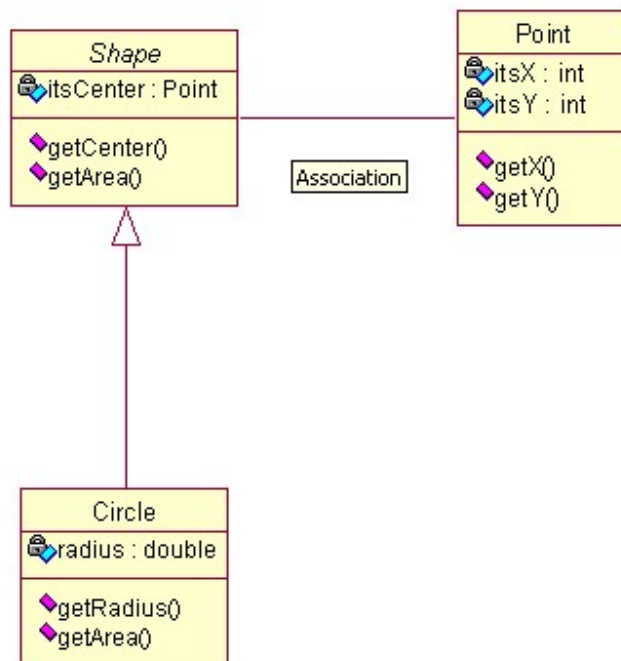 Shape
itsCenter : Point
getCenter()
getArea()
Point
itsX : int
itsY : int
getX()
getY()
Association
Circle
radius : double
getRadius()
getArea()